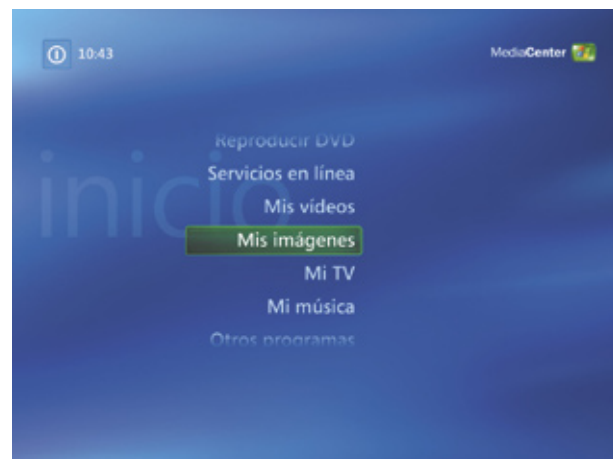 10:43
MediaCenter
inicio
Reproducir DVD
Servicios en línea
Mis vídeos
Mis imágenes
Mi TV
Mi música
Otros programas